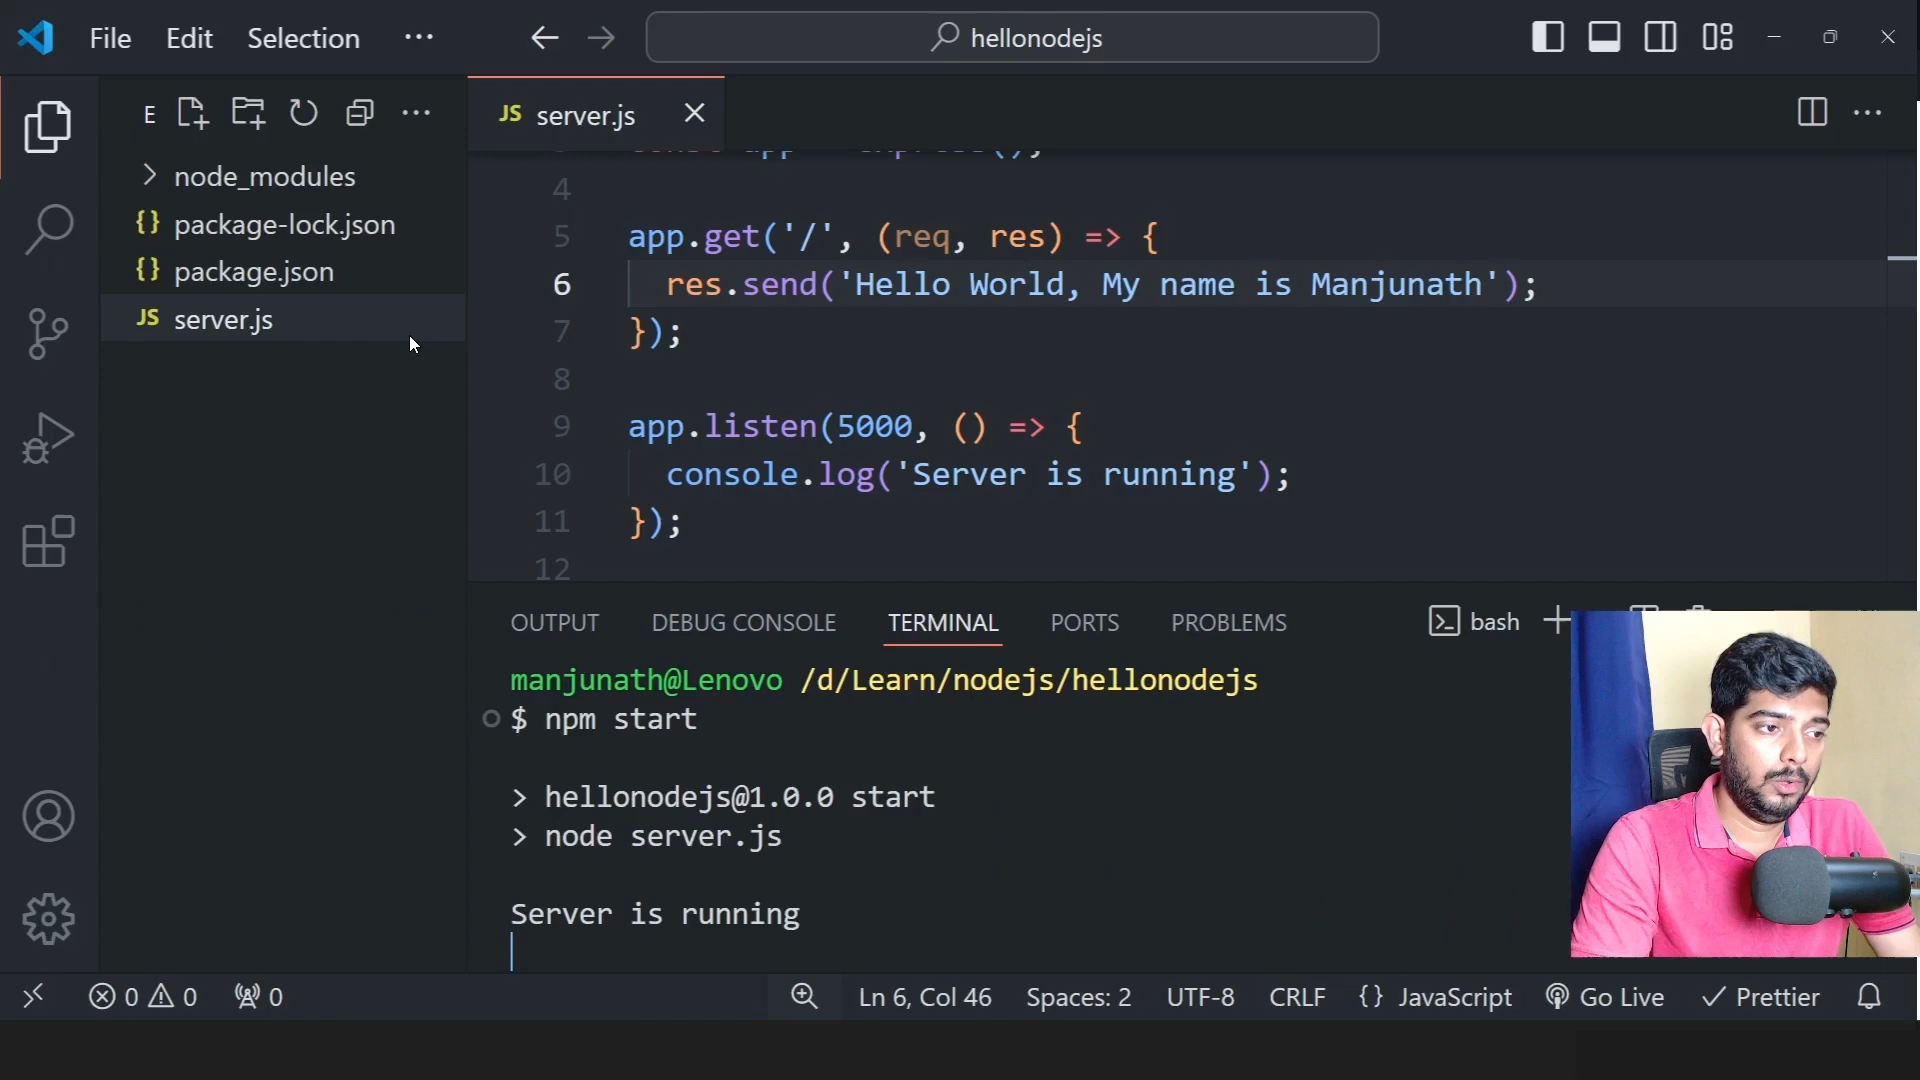 File Edit Selection ···
hellonodejs
E
JS server.js
node_modules
{} package-lock.json
{} package.json
JS server.js
4
5 app.get('/', (req, res) => {
6 res.send('Hello World, My name is Manjunath');
7 });
8
9 app.listen(5000, () => {
10 console.log('Server is running');
11 });
12
OUTPUT DEBUG CONSOLE TERMINAL PORTS PROBLEMS
bash
manjunath@Lenovo /d/Learn/nodejs/hellonodejs
$ npm start
> hellonodejs@1.0.0 start
> node server.js
Server is running
0 0 0
Ln 6, Col 46 Spaces: 2 UTF-8 CRLF {} JavaScript Go Live Prettier